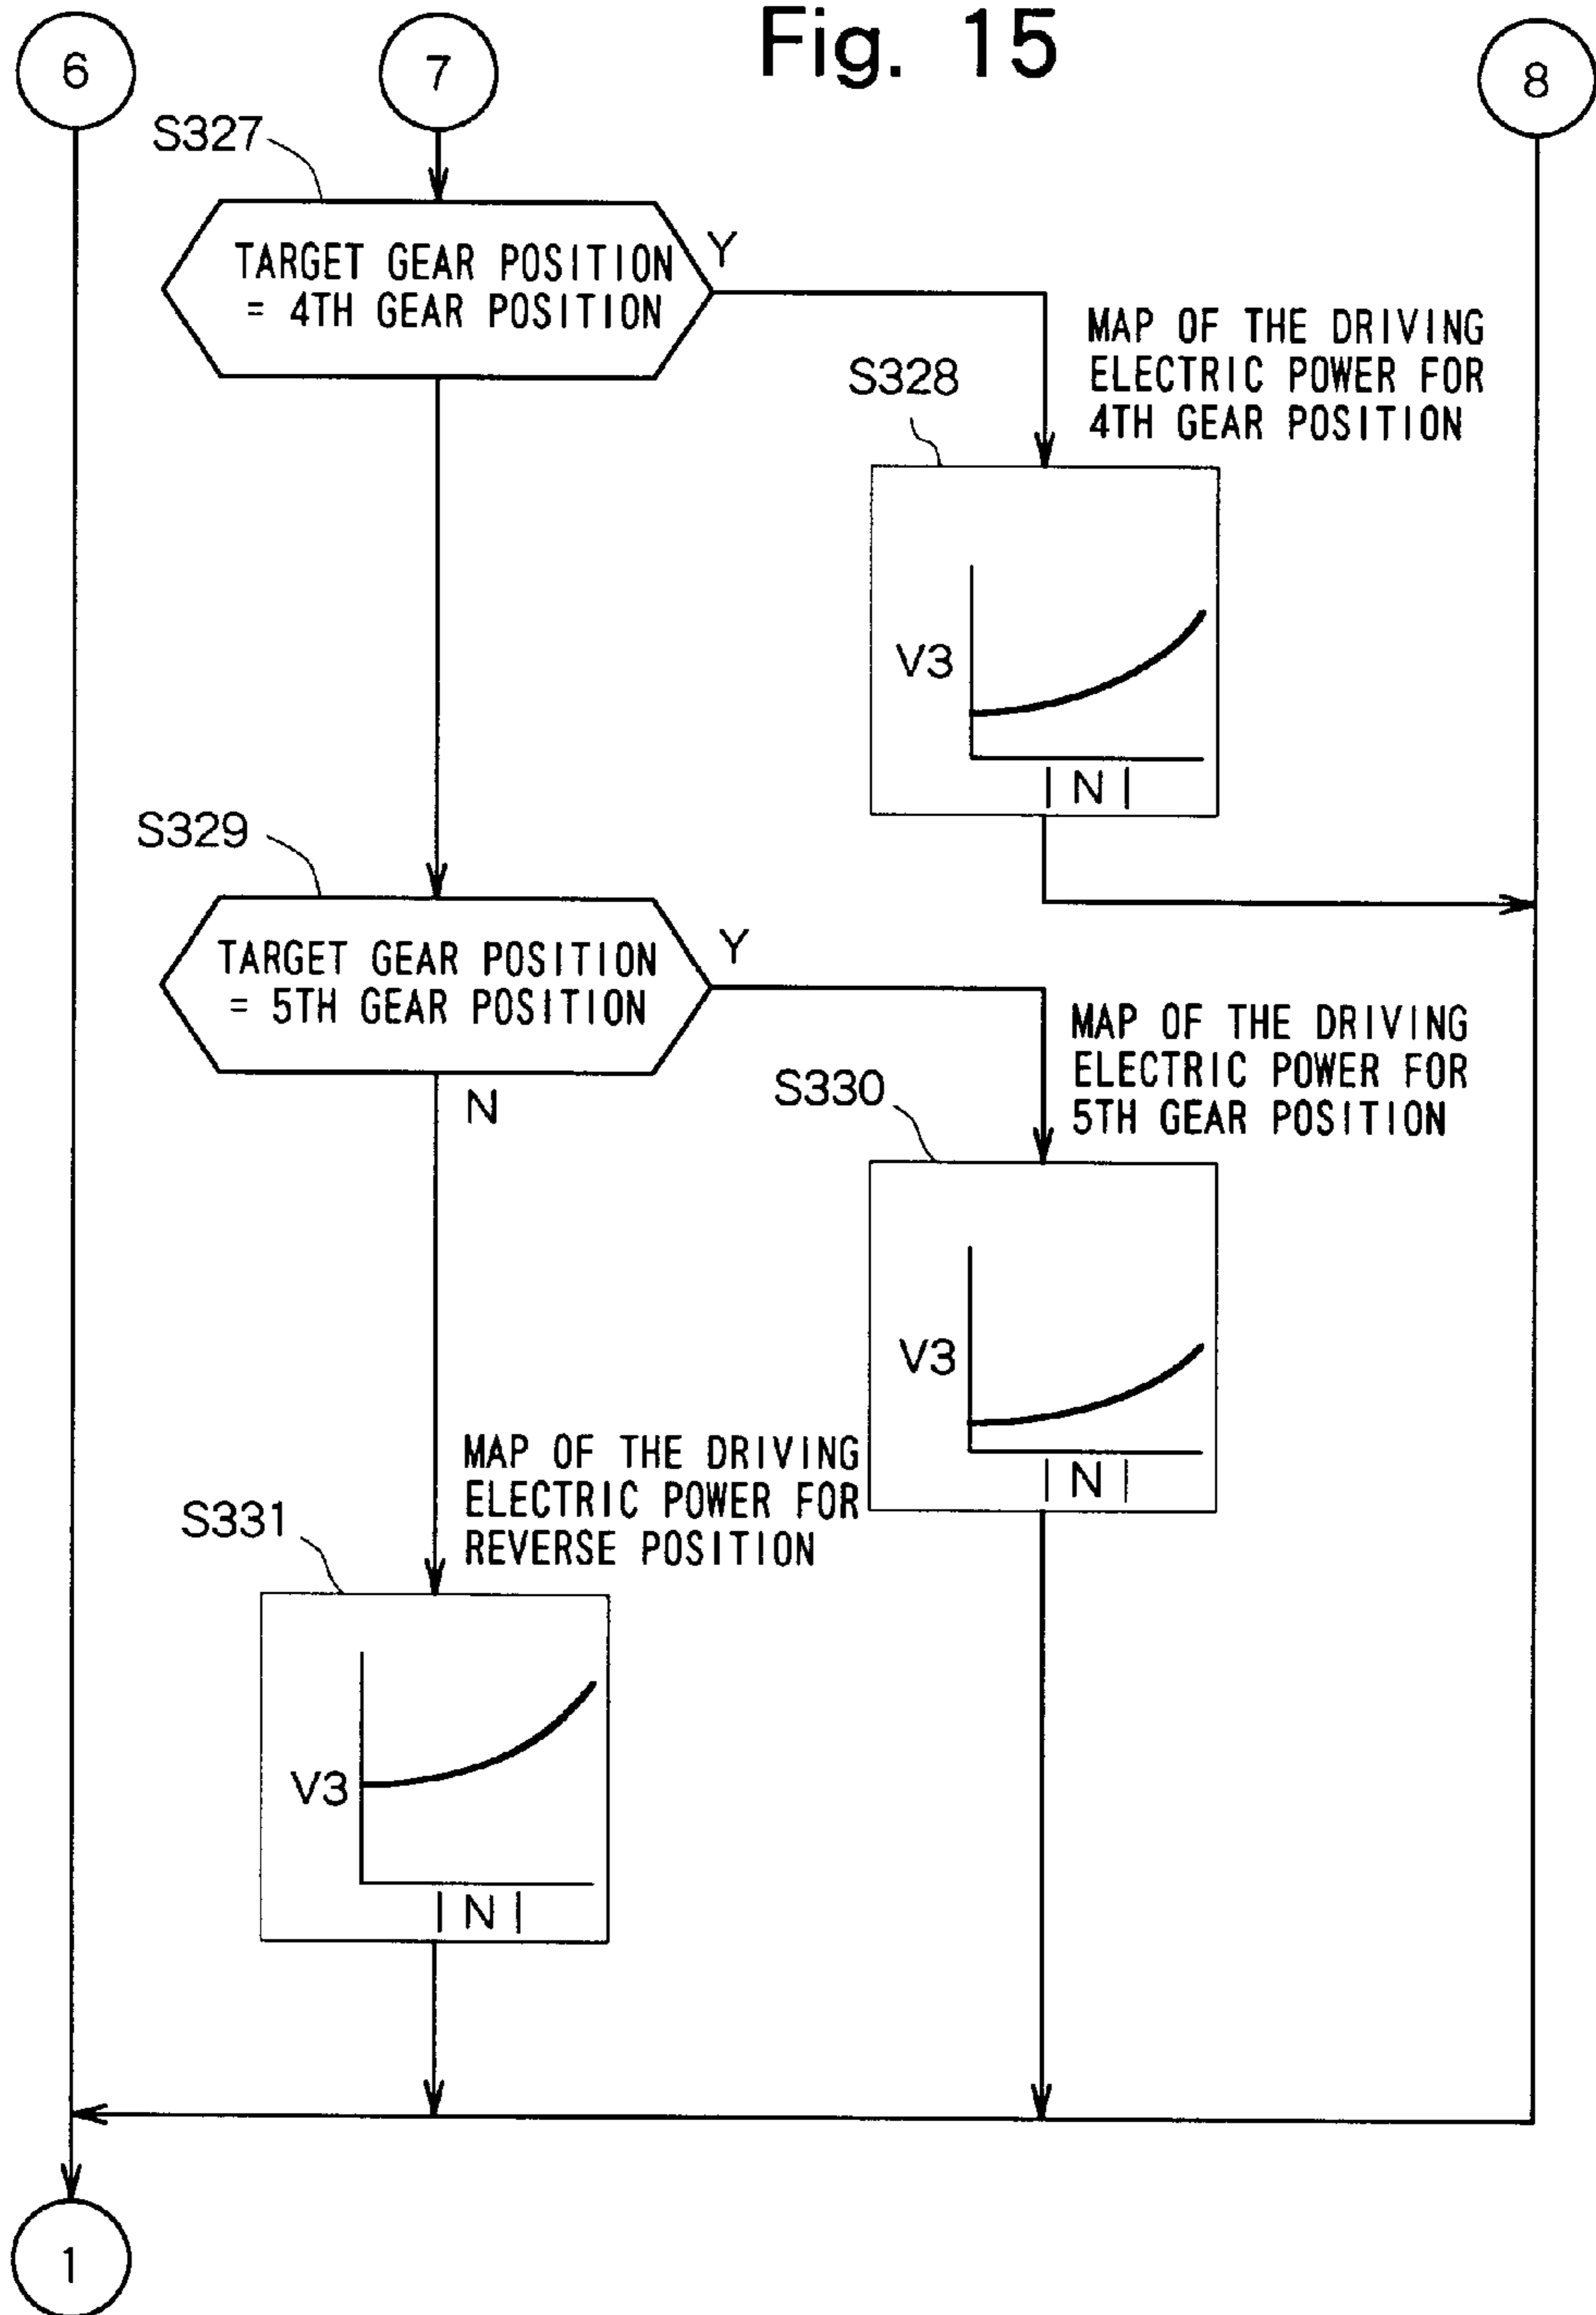 Fig. 15
6
7
8
S327
TARGET GEAR POSITION
= 4TH GEAR POSITION
Y
MAP OF THE DRIVING
ELECTRIC POWER FOR
4TH GEAR POSITION
S328
V3
|N|
S329
TARGET GEAR POSITION
= 5TH GEAR POSITION
Y
N
MAP OF THE DRIVING
ELECTRIC POWER FOR
5TH GEAR POSITION
S330
V3
|N|
MAP OF THE DRIVING
ELECTRIC POWER FOR
REVERSE POSITION
S331
V3
|N|
1